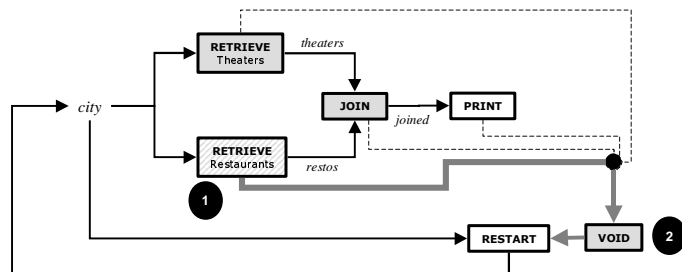 RETRIEVE
Theaters
theaters
city
JOIN
PRINT
joined
RETRIEVE
Restaurants
restos
1
RESTART
VOID
2